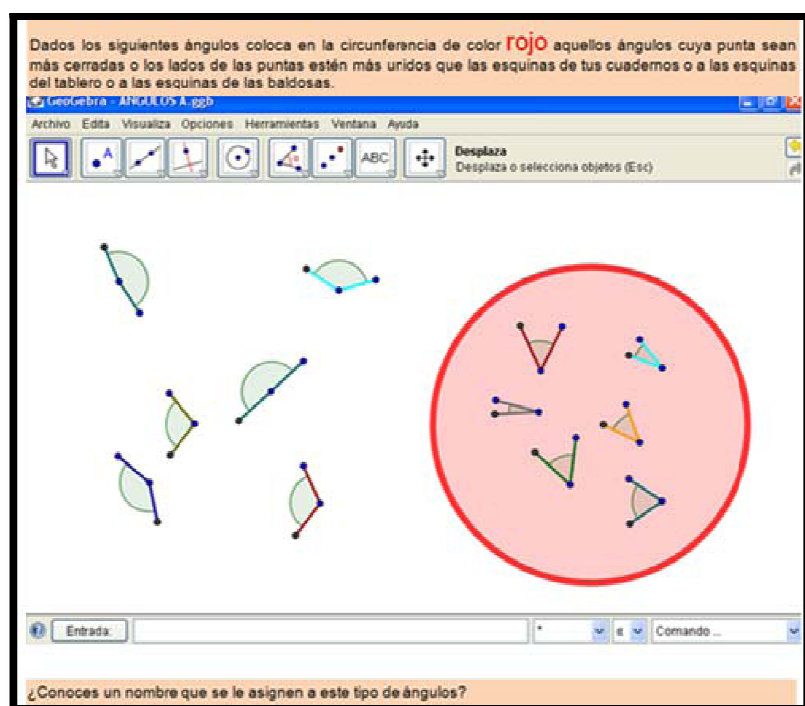 Dados los siguientes ángulos coloca en la circunferencia de color rojo aquellos ángulos cuya punta sean
más cerradas o los lados de las puntas estén más unidos que las esquinas de tus cuadernos o a las esquinas
del tablero o a las esquinas de las baldosas.
GeoGebra - ANGULOS A.ggb
Archivo Edita Visualiza Opciones Herramientas Ventana Ayuda
A
ABC
Desplaza
Desplaza o selecciona objetos (Esc)
Entrada:
* α Comando ...
¿Conoces un nombre que se le asignen a este tipo de ángulos?